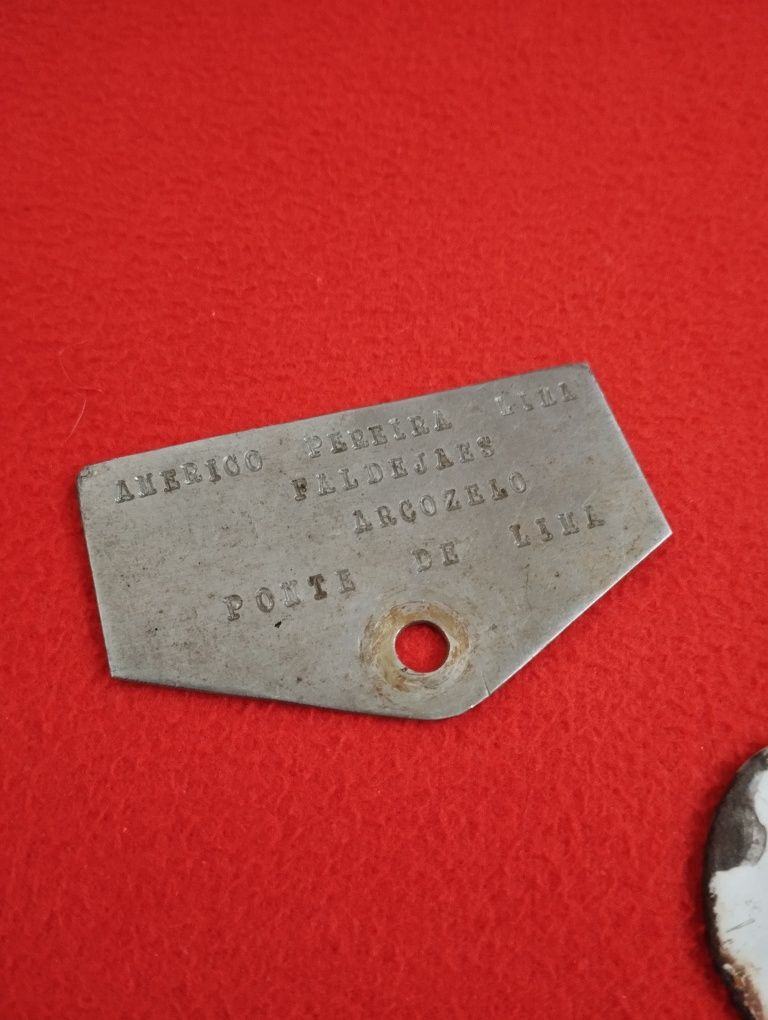 AMERICO PEREIRA LIMA
FALDEJAES
ARCOZELO
PONTE DE LIMA